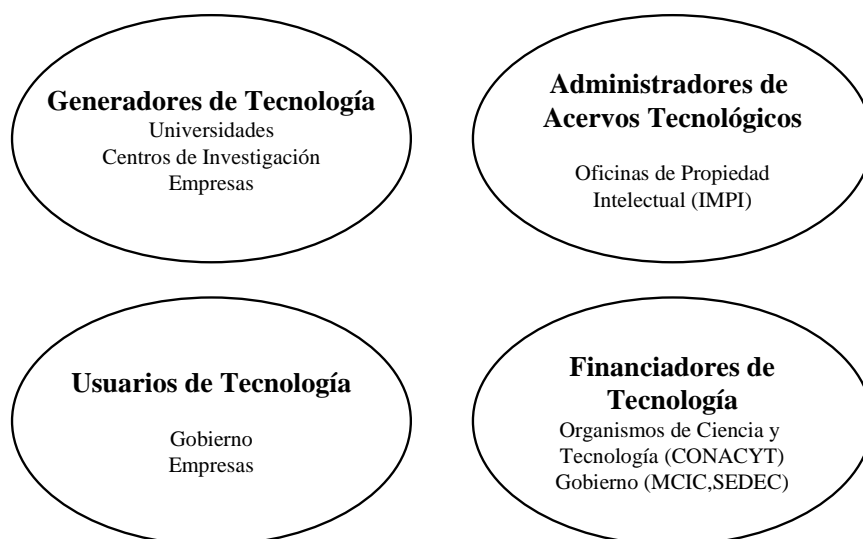 Generadores de Tecnología
Universidades
Centros de Investigación
Empresas
Administradores de
Acervos Tecnológicos
Oficinas de Propiedad
Intelectual (IMPI)
Usuarios de Tecnología
Gobierno
Empresas
Financiadores de
Tecnología
Organismos de Ciencia y
Tecnología (CONACYT)
Gobierno (MCIC,SEDEC)